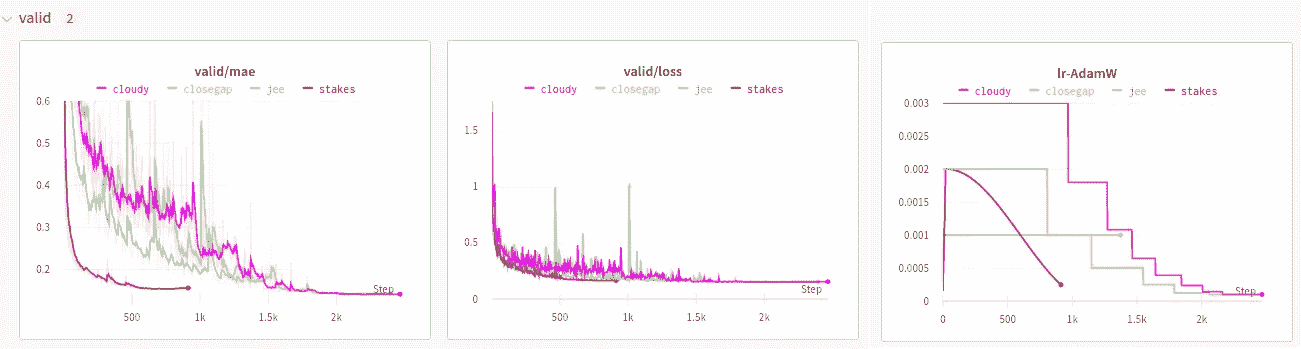 valid 2
valid/mae
cloudy closegap jee stakes
0.6
0.5
0.4
0.3
0.2
Step
500 1k 1.5k 2k
valid/loss
cloudy closegap jee stakes
1.5
1
0.5
0
Step
500 1k 1.5k 2k
lr-AdamW
cloudy closegap jee stakes
0.003
0.0025
0.002
0.0015
0.001
0.0005
0
Step
0 500 1k 1.5k 2k